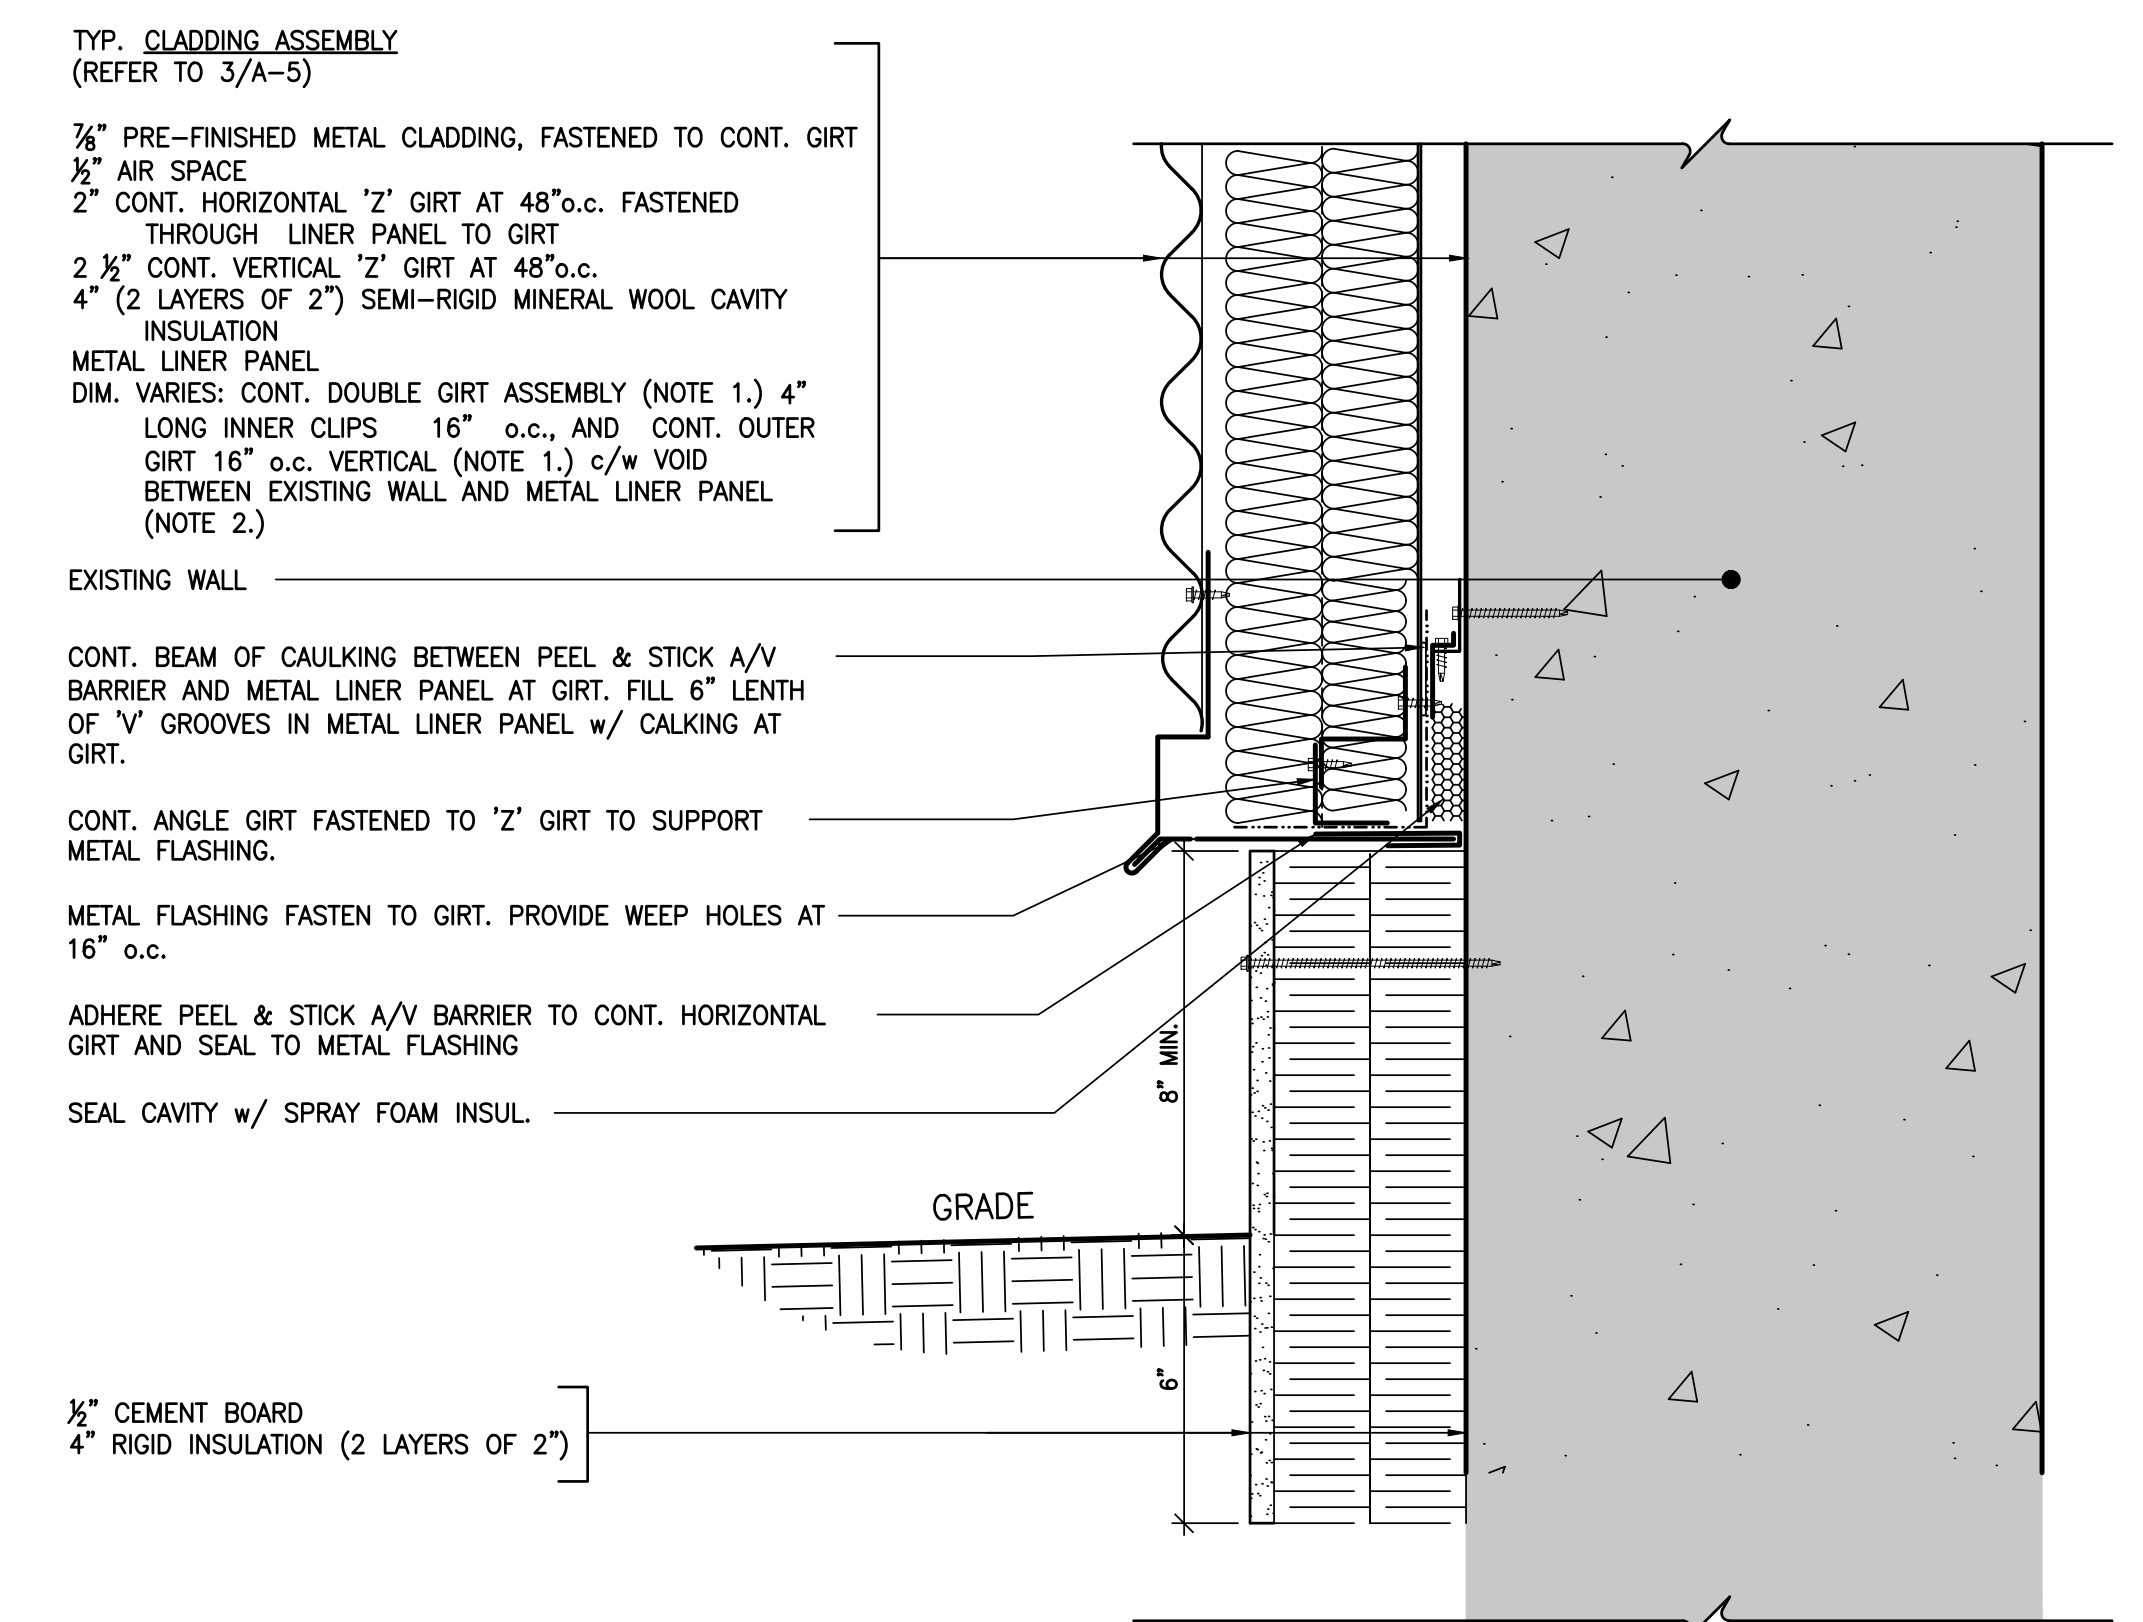 TYP. CLADDING ASSEMBLY
(REFER TO 3/A-5)
⅞" PRE-FINISHED METAL CLADDING, FASTENED TO CONT. GIRT
½" AIR SPACE
2" CONT. HORIZONTAL 'Z' GIRT AT 48"o.c. FASTENED
THROUGH LINER PANEL TO GIRT
2 ½" CONT. VERTICAL 'Z' GIRT AT 48"o.c.
4" (2 LAYERS OF 2") SEMI-RIGID MINERAL WOOL CAVITY
INSULATION
METAL LINER PANEL
DIM. VARIES: CONT. DOUBLE GIRT ASSEMBLY (NOTE 1.) 4"
LONG INNER CLIPS 16" o.c., AND CONT. OUTER
GIRT 16" o.c. VERTICAL (NOTE 1.) c/w VOID
BETWEEN EXISTING WALL AND METAL LINER PANEL
(NOTE 2.)
EXISTING WALL
CONT. BEAM OF CAULKING BETWEEN PEEL & STICK A/V
BARRIER AND METAL LINER PANEL AT GIRT. FILL 6" LENTH
OF 'V' GROOVES IN METAL LINER PANEL w/ CALKING AT
GIRT.
CONT. ANGLE GIRT FASTENED TO 'Z' GIRT TO SUPPORT
METAL FLASHING.
METAL FLASHING FASTEN TO GIRT. PROVIDE WEEP HOLES AT
16" o.c.
ADHERE PEEL & STICK A/V BARRIER TO CONT. HORIZONTAL
GIRT AND SEAL TO METAL FLASHING
SEAL CAVITY w/ SPRAY FOAM INSUL.
8" MIN.
GRADE
6"
½" CEMENT BOARD
4" RIGID INSULATION (2 LAYERS OF 2")